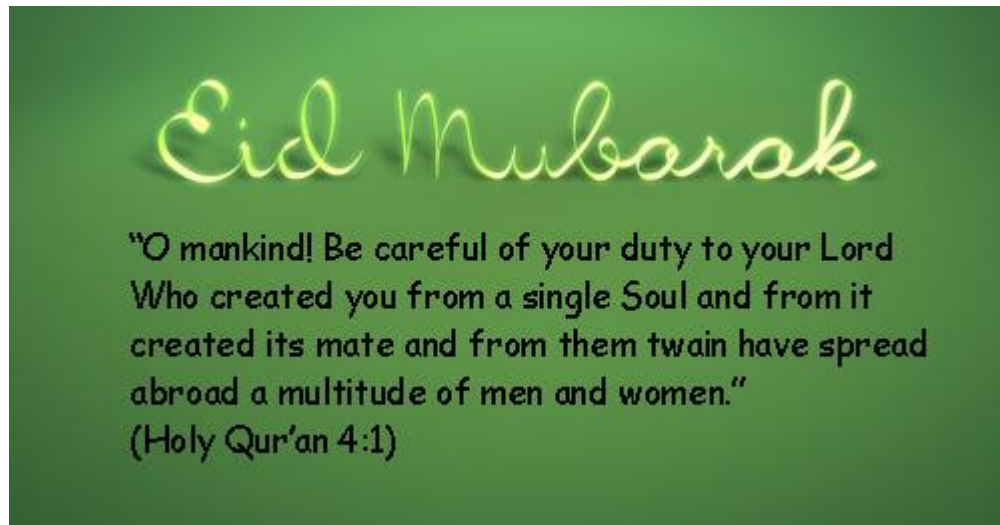 Eid Mubarak
“O mankind! Be careful of your duty to your Lord
Who created you from a single Soul and from it
created its mate and from them twain have spread
abroad a multitude of men and women.”
(Holy Qur’an 4:1)